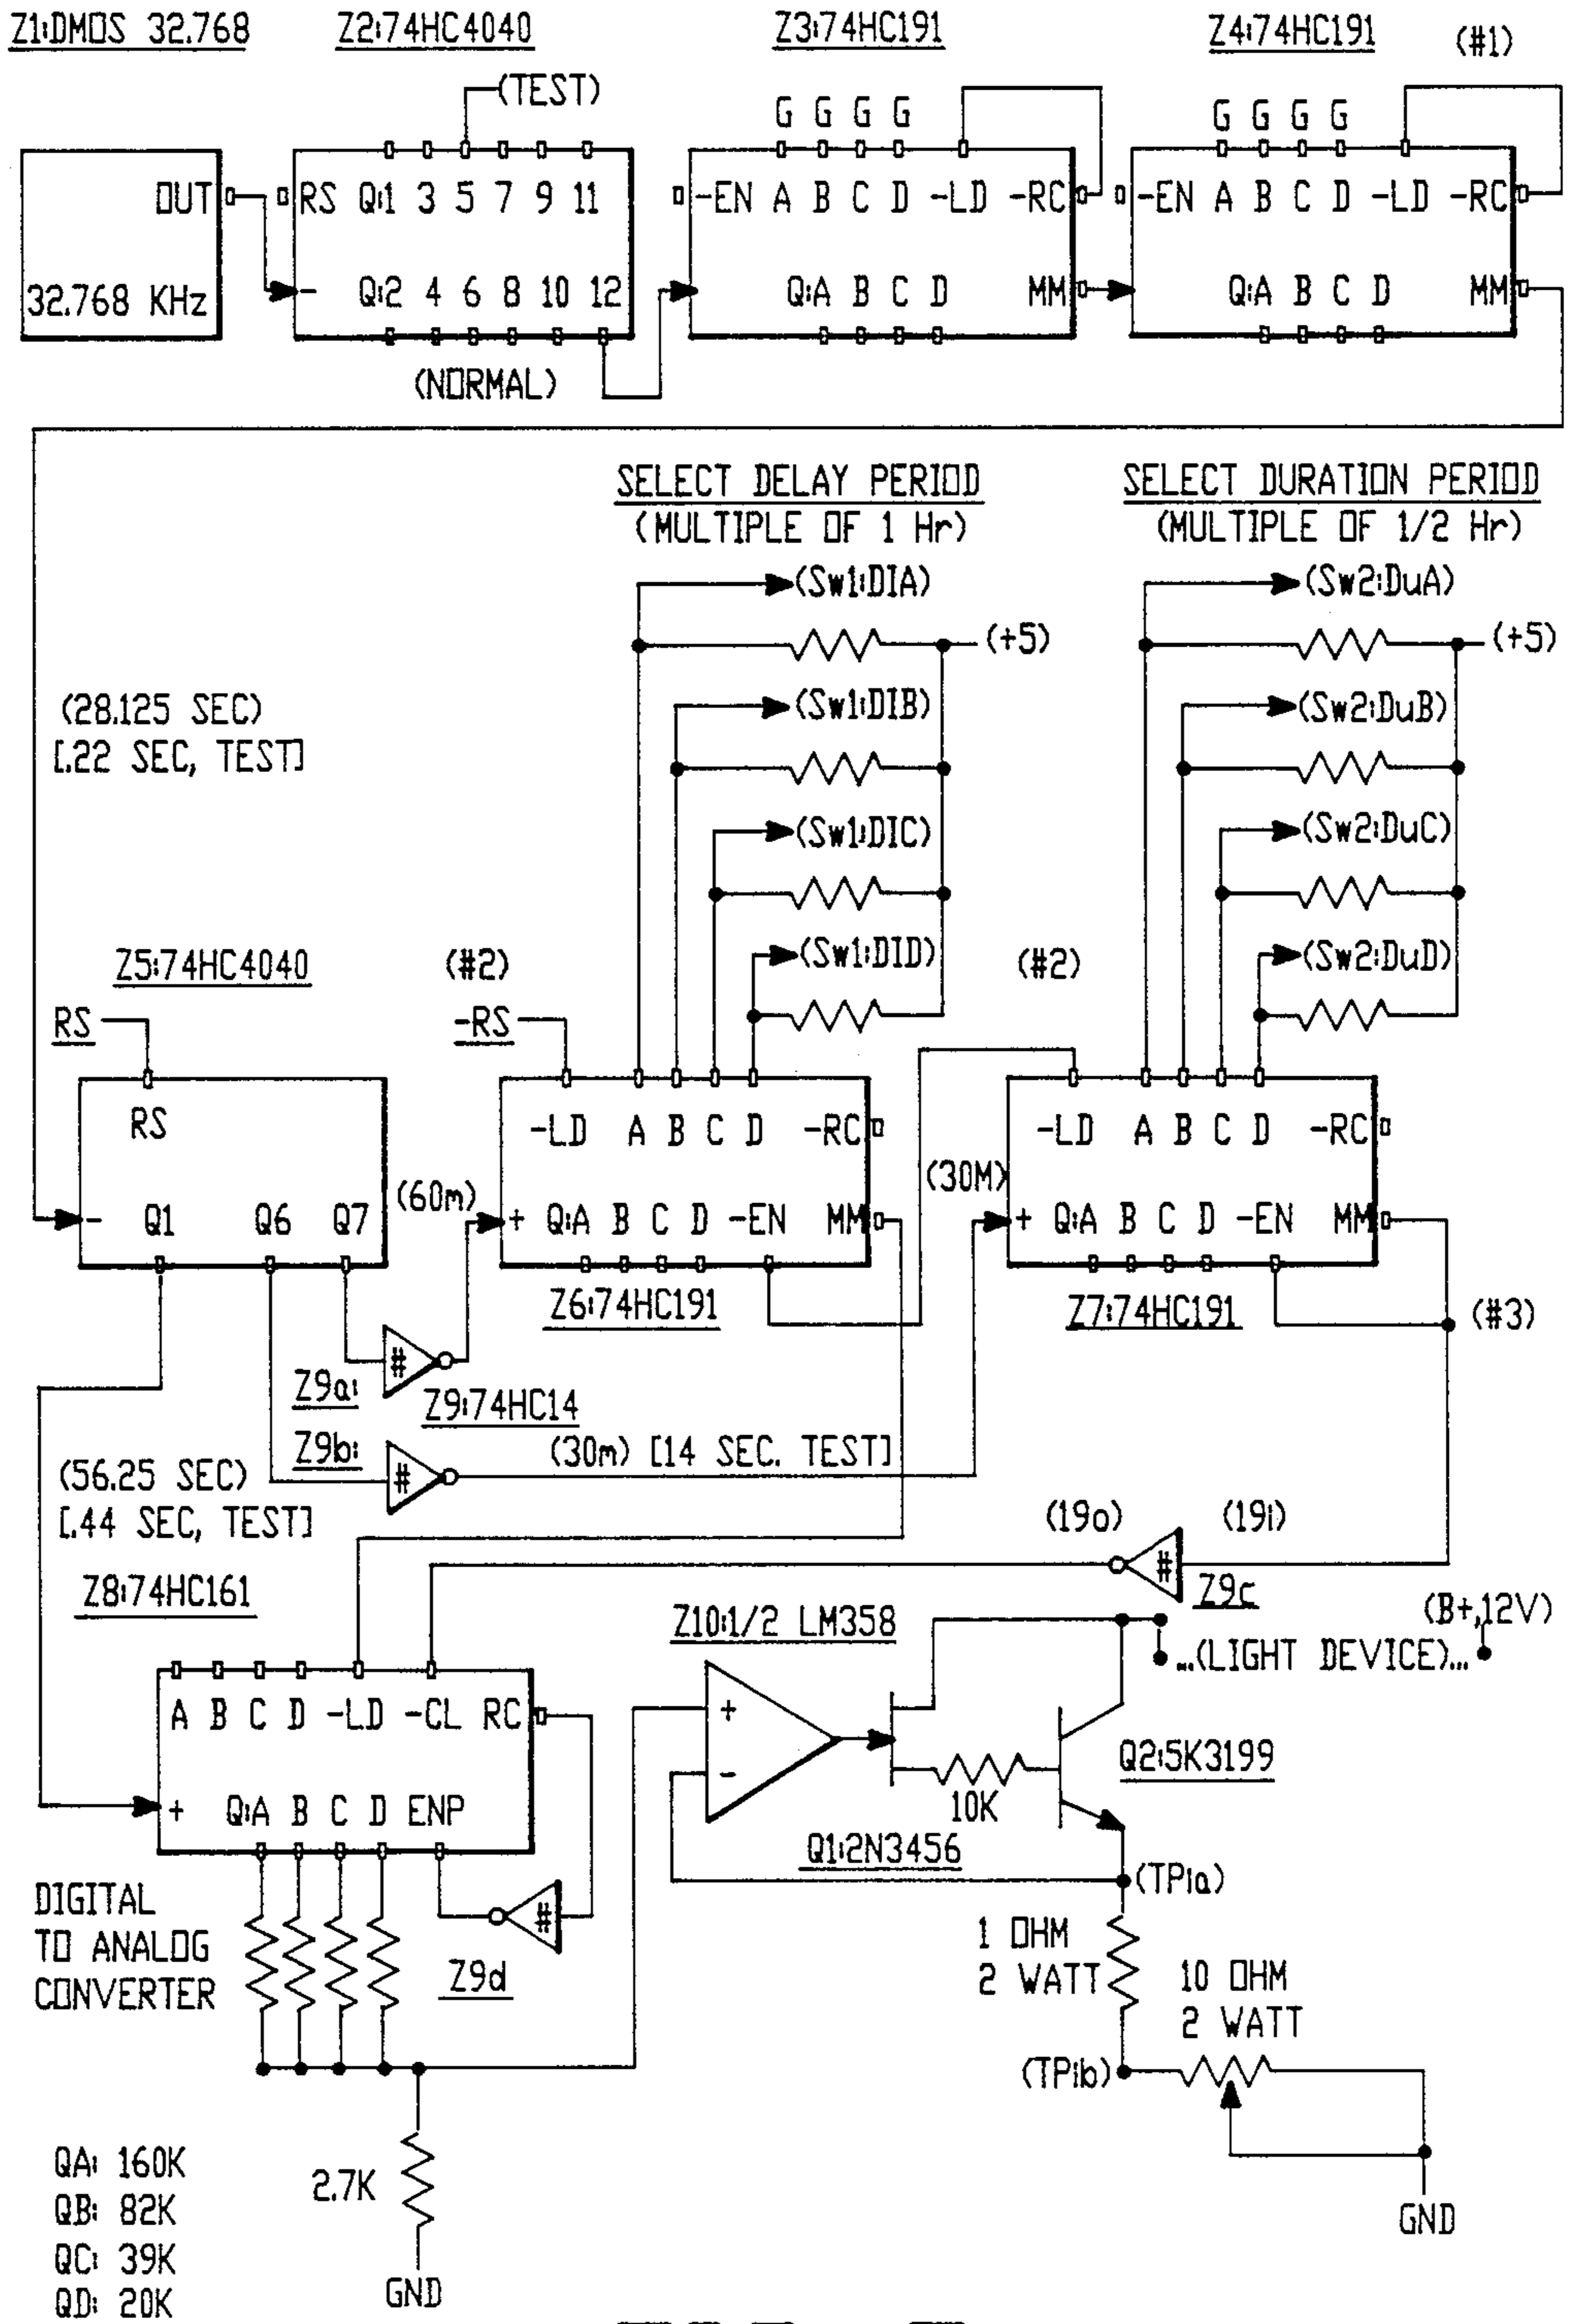 Z1:DMOS 32.768
Z2:74HC4040
Z3:74HC191
Z4:74HC191
(#1)
(TEST)
G G G G
G G G G
OUT
32.768 KHz
RS Q:1 3 5 7 9 11
- Q:2 4 6 8 10 12
-EN A B C D -LD -RC
Q:A B C D MM
-EN A B C D -LD -RC
Q:A B C D MM
(NORMAL)
SELECT DELAY PERIOD
(MULTIPLE OF 1 Hr)
SELECT DURATION PERIOD
(MULTIPLE OF 1/2 Hr)
(Sw1:DIA)
(+5)
(Sw1:DIB)
(Sw1:DIC)
(Sw1:DID)
(Sw2:DuA)
(+5)
(Sw2:DuB)
(Sw2:DuC)
(Sw2:DuD)
(28.125 SEC)
[.22 SEC, TEST]
Z5:74HC4040
(#2)
(#2)
RS
-RS
RS
- Q1 Q6 Q7
(60m)
-LD A B C D -RC
+ Q:A B C D -EN MM
Z6:74HC191
(30M)
-LD A B C D -RC
+ Q:A B C D -EN MM
Z7:74HC191
(#3)
#
Z9a:
Z9:74HC14
Z9b:
#
(30m) [14 SEC. TEST]
(56.25 SEC)
[.44 SEC, TEST]
(19o)
(19i)
#
Z9c
Z8:74HC161
Z10:1/2 LM358
(B+,12V)
...(LIGHT DEVICE)...
A B C D -LD -CL RC
+ Q:A B C D ENP
+
-
10K
Q2:5K3199
Q1:2N3456
(TPia)
#
Z9d
DIGITAL
TO ANALOG
CONVERTER
1 OHM
2 WATT
10 OHM
2 WATT
(TPib)
QA: 160K
QB: 82K
QC: 39K
QD: 20K
2.7K
GND
GND